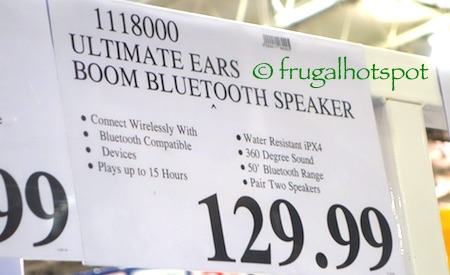 1118000
ULTIMATE EARS
BOOM BLUETOOTH SPEAKER
© frugalhotspot
• Connect Wirelessly With
• Bluetooth Compatible
• Devices
• Plays up to 15 Hours
• Water Resistant iPX4
• 360 Degree Sound
• 50' Bluetooth Range
• Pair Two Speakers
99
129.99